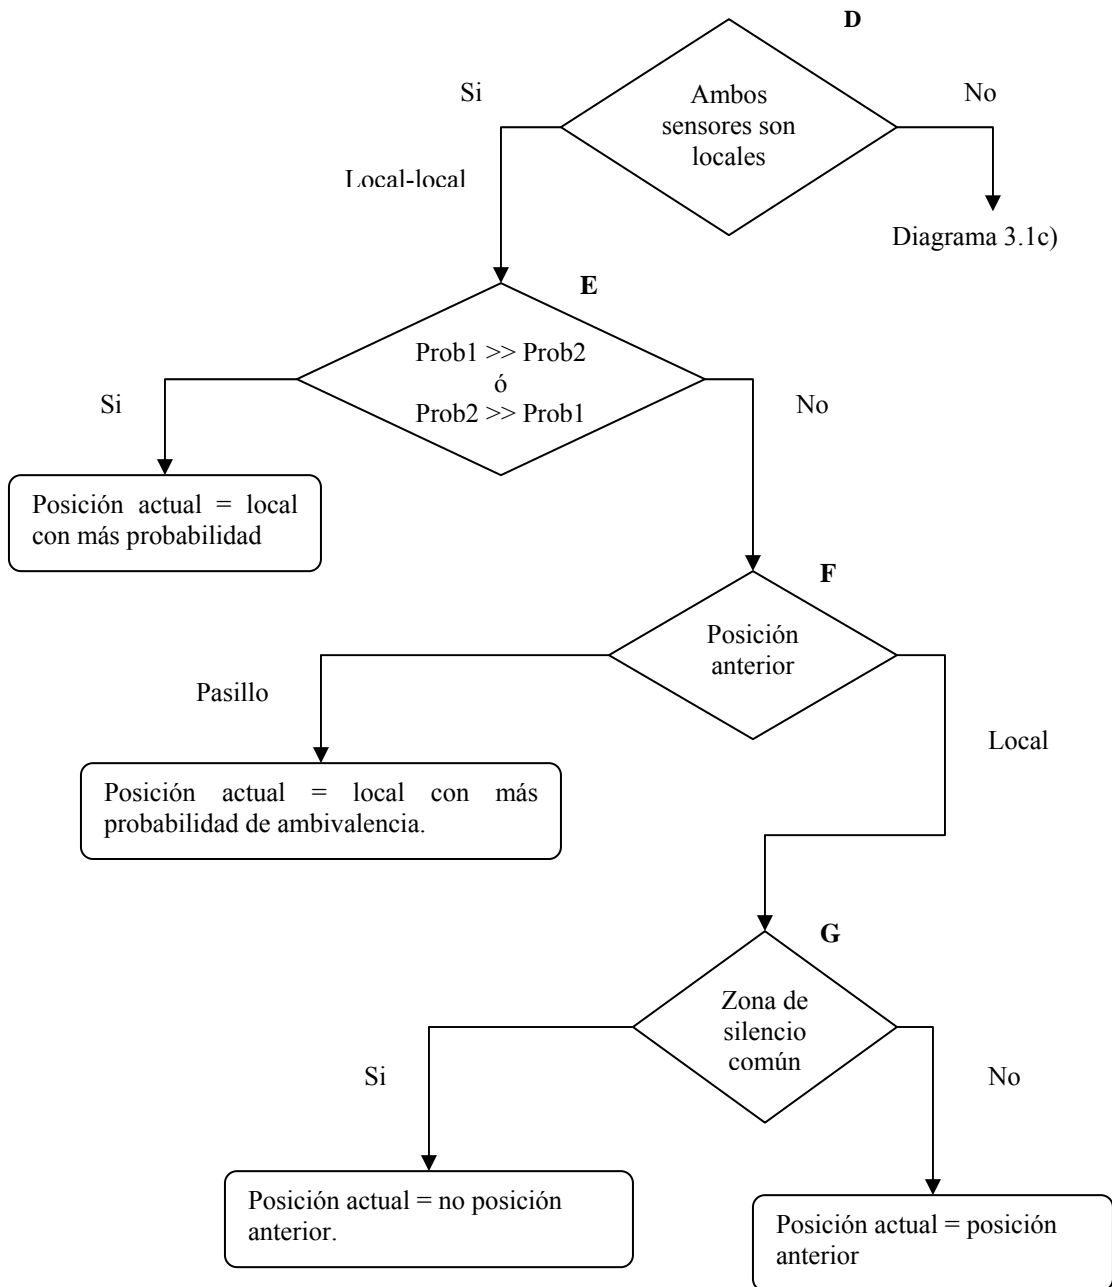 D
Si
Ambos
sensores son
locales
No
Local-local
Diagrama 3.1c)
E
Prob1 >> Prob2
ó
Prob2 >> Prob1
Si
No
Posición actual = local
con más probabilidad
F
Posición
anterior
Pasillo
Local
Posición actual = local con más
probabilidad de ambivalencia.
G
Zona de
silencio
común
Si
No
Posición actual = no posición
anterior.
Posición actual = posición
anterior